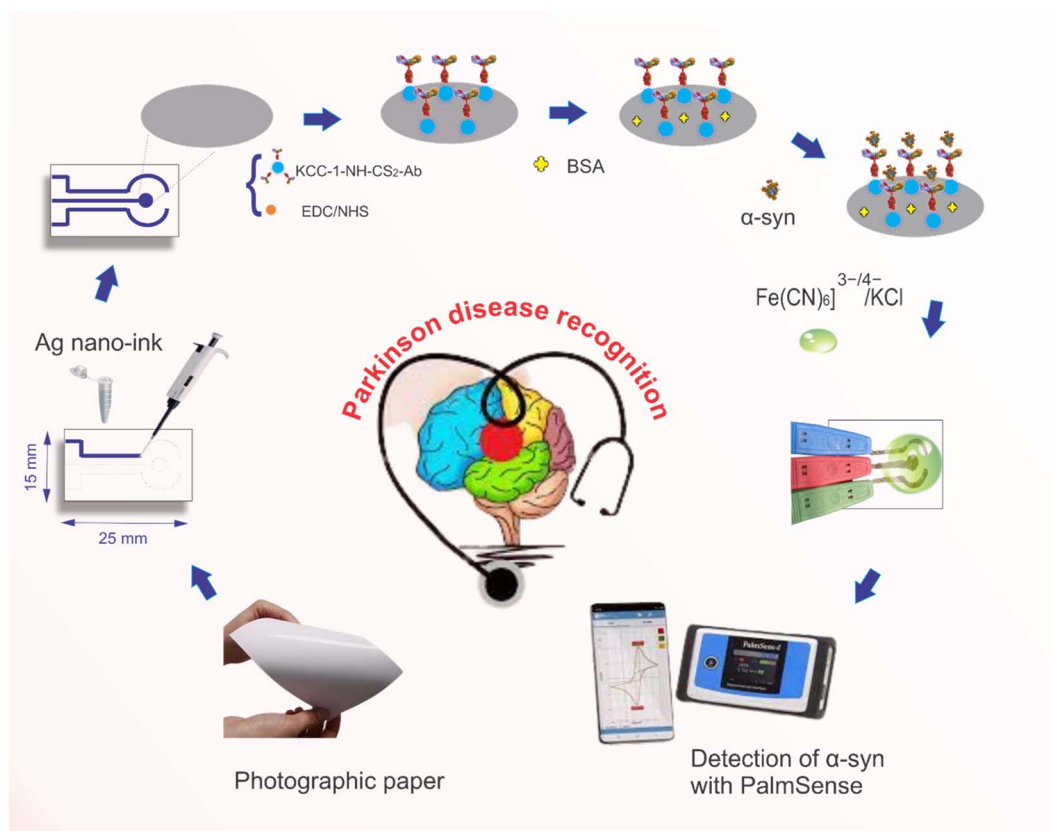 KCC-1-NH-CS₂-Ab
EDC/NHS
BSA
α-syn
Fe(CN)₆]³⁻/⁴⁻/KCl
Ag nano-ink
15 mm
25 mm
Parkinson disease recognition
Photographic paper
PalmSens4
Detection of α-syn
with PalmSense